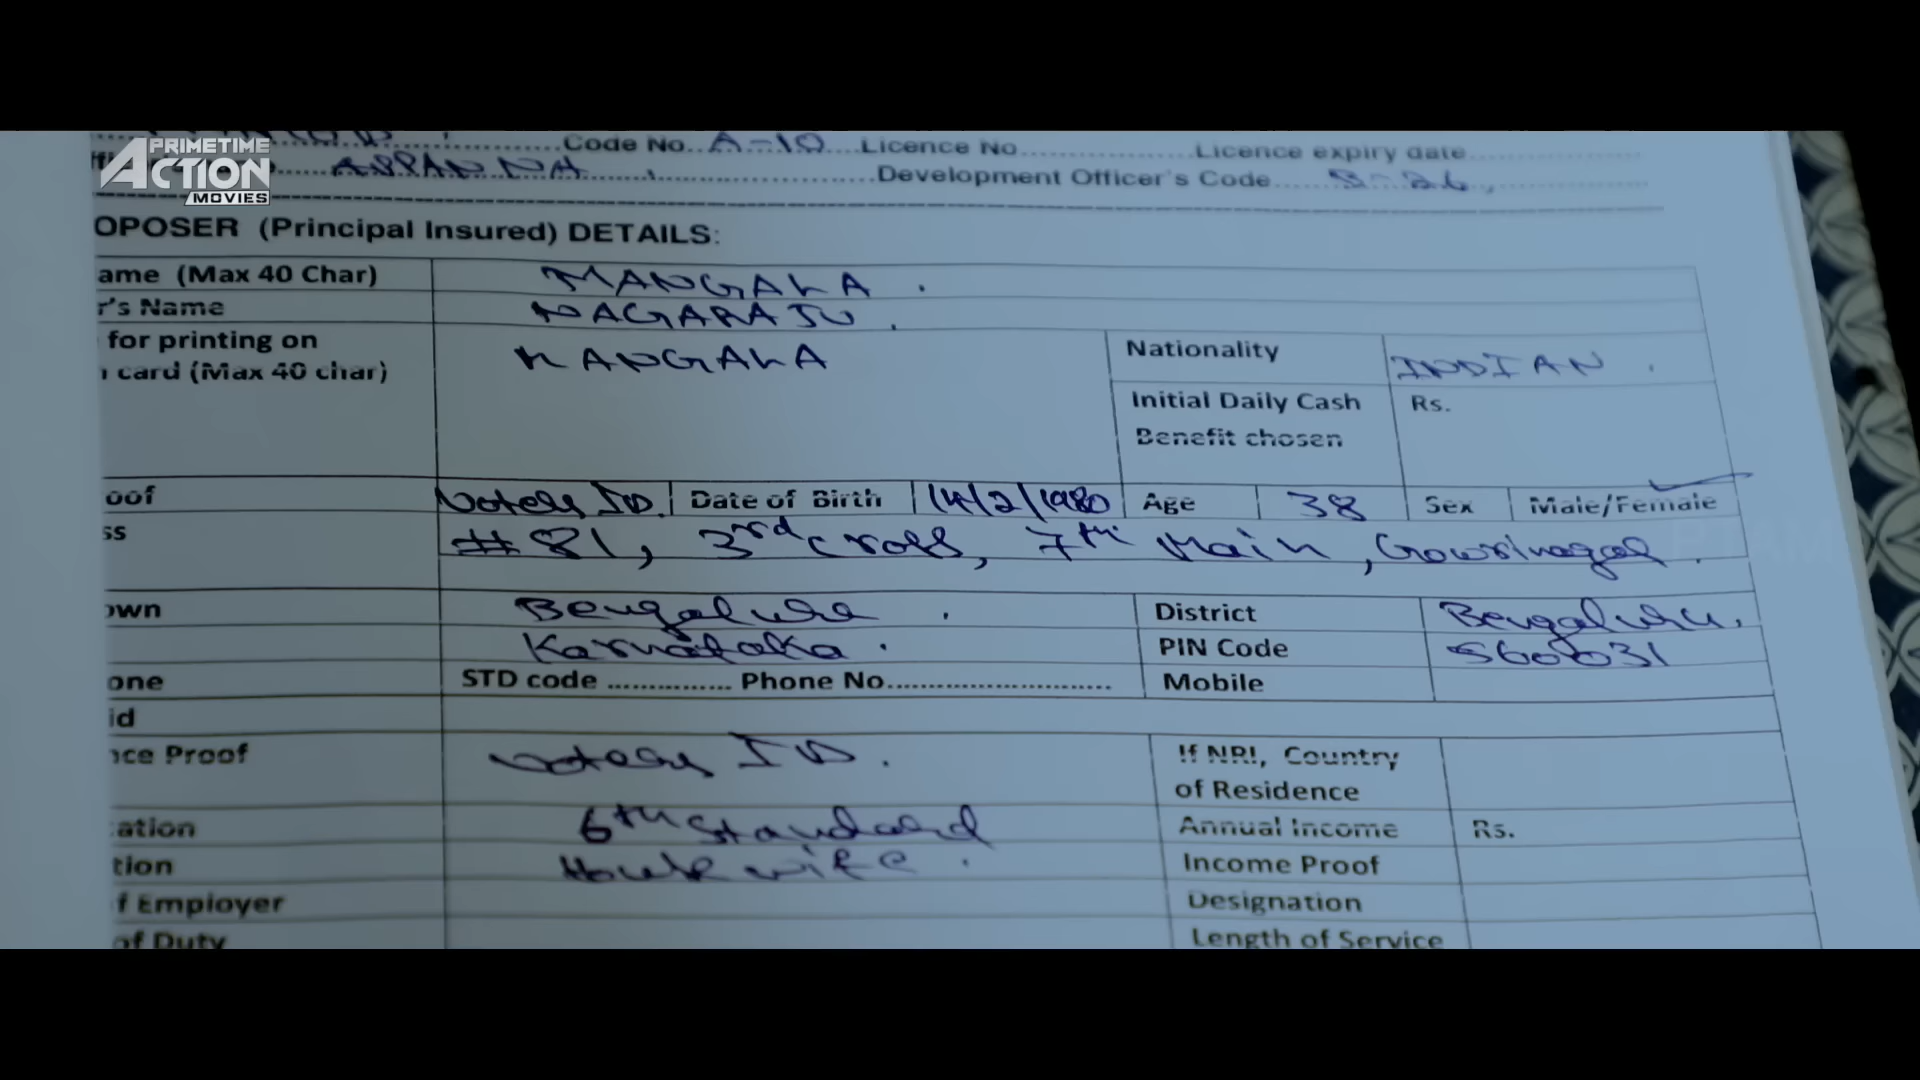 PRIMETIME
ACTION
MOVIES
Code No. A-10 Licence No. Licence expiry date
APPANNA Development Officer's Code S-26,
OPOSER (Principal Insured) DETAILS:
ame (Max 40 Char) MANGALA .
r's Name NAGARAJU .
for printing on MANGALA Nationality INDIAN .
card (Max 40 char)
Initial Daily Cash Rs.
Benefit chosen
oof Voters ID. Date of Birth 14/2/1980 Age 38 Sex Male/Female
ss #81, 3rd cross, 7th Main, Gowrinagar .
own Bengaluru . District Bengaluru.
Karnataka . PIN Code 560031
one STD code .............. Phone No............................. Mobile
id
nce Proof Voters ID . If NRI, Country
of Residence
ation 6th Standard Annual Income Rs.
tion House wife . Income Proof
f Employer Designation
of Duty Length of Service